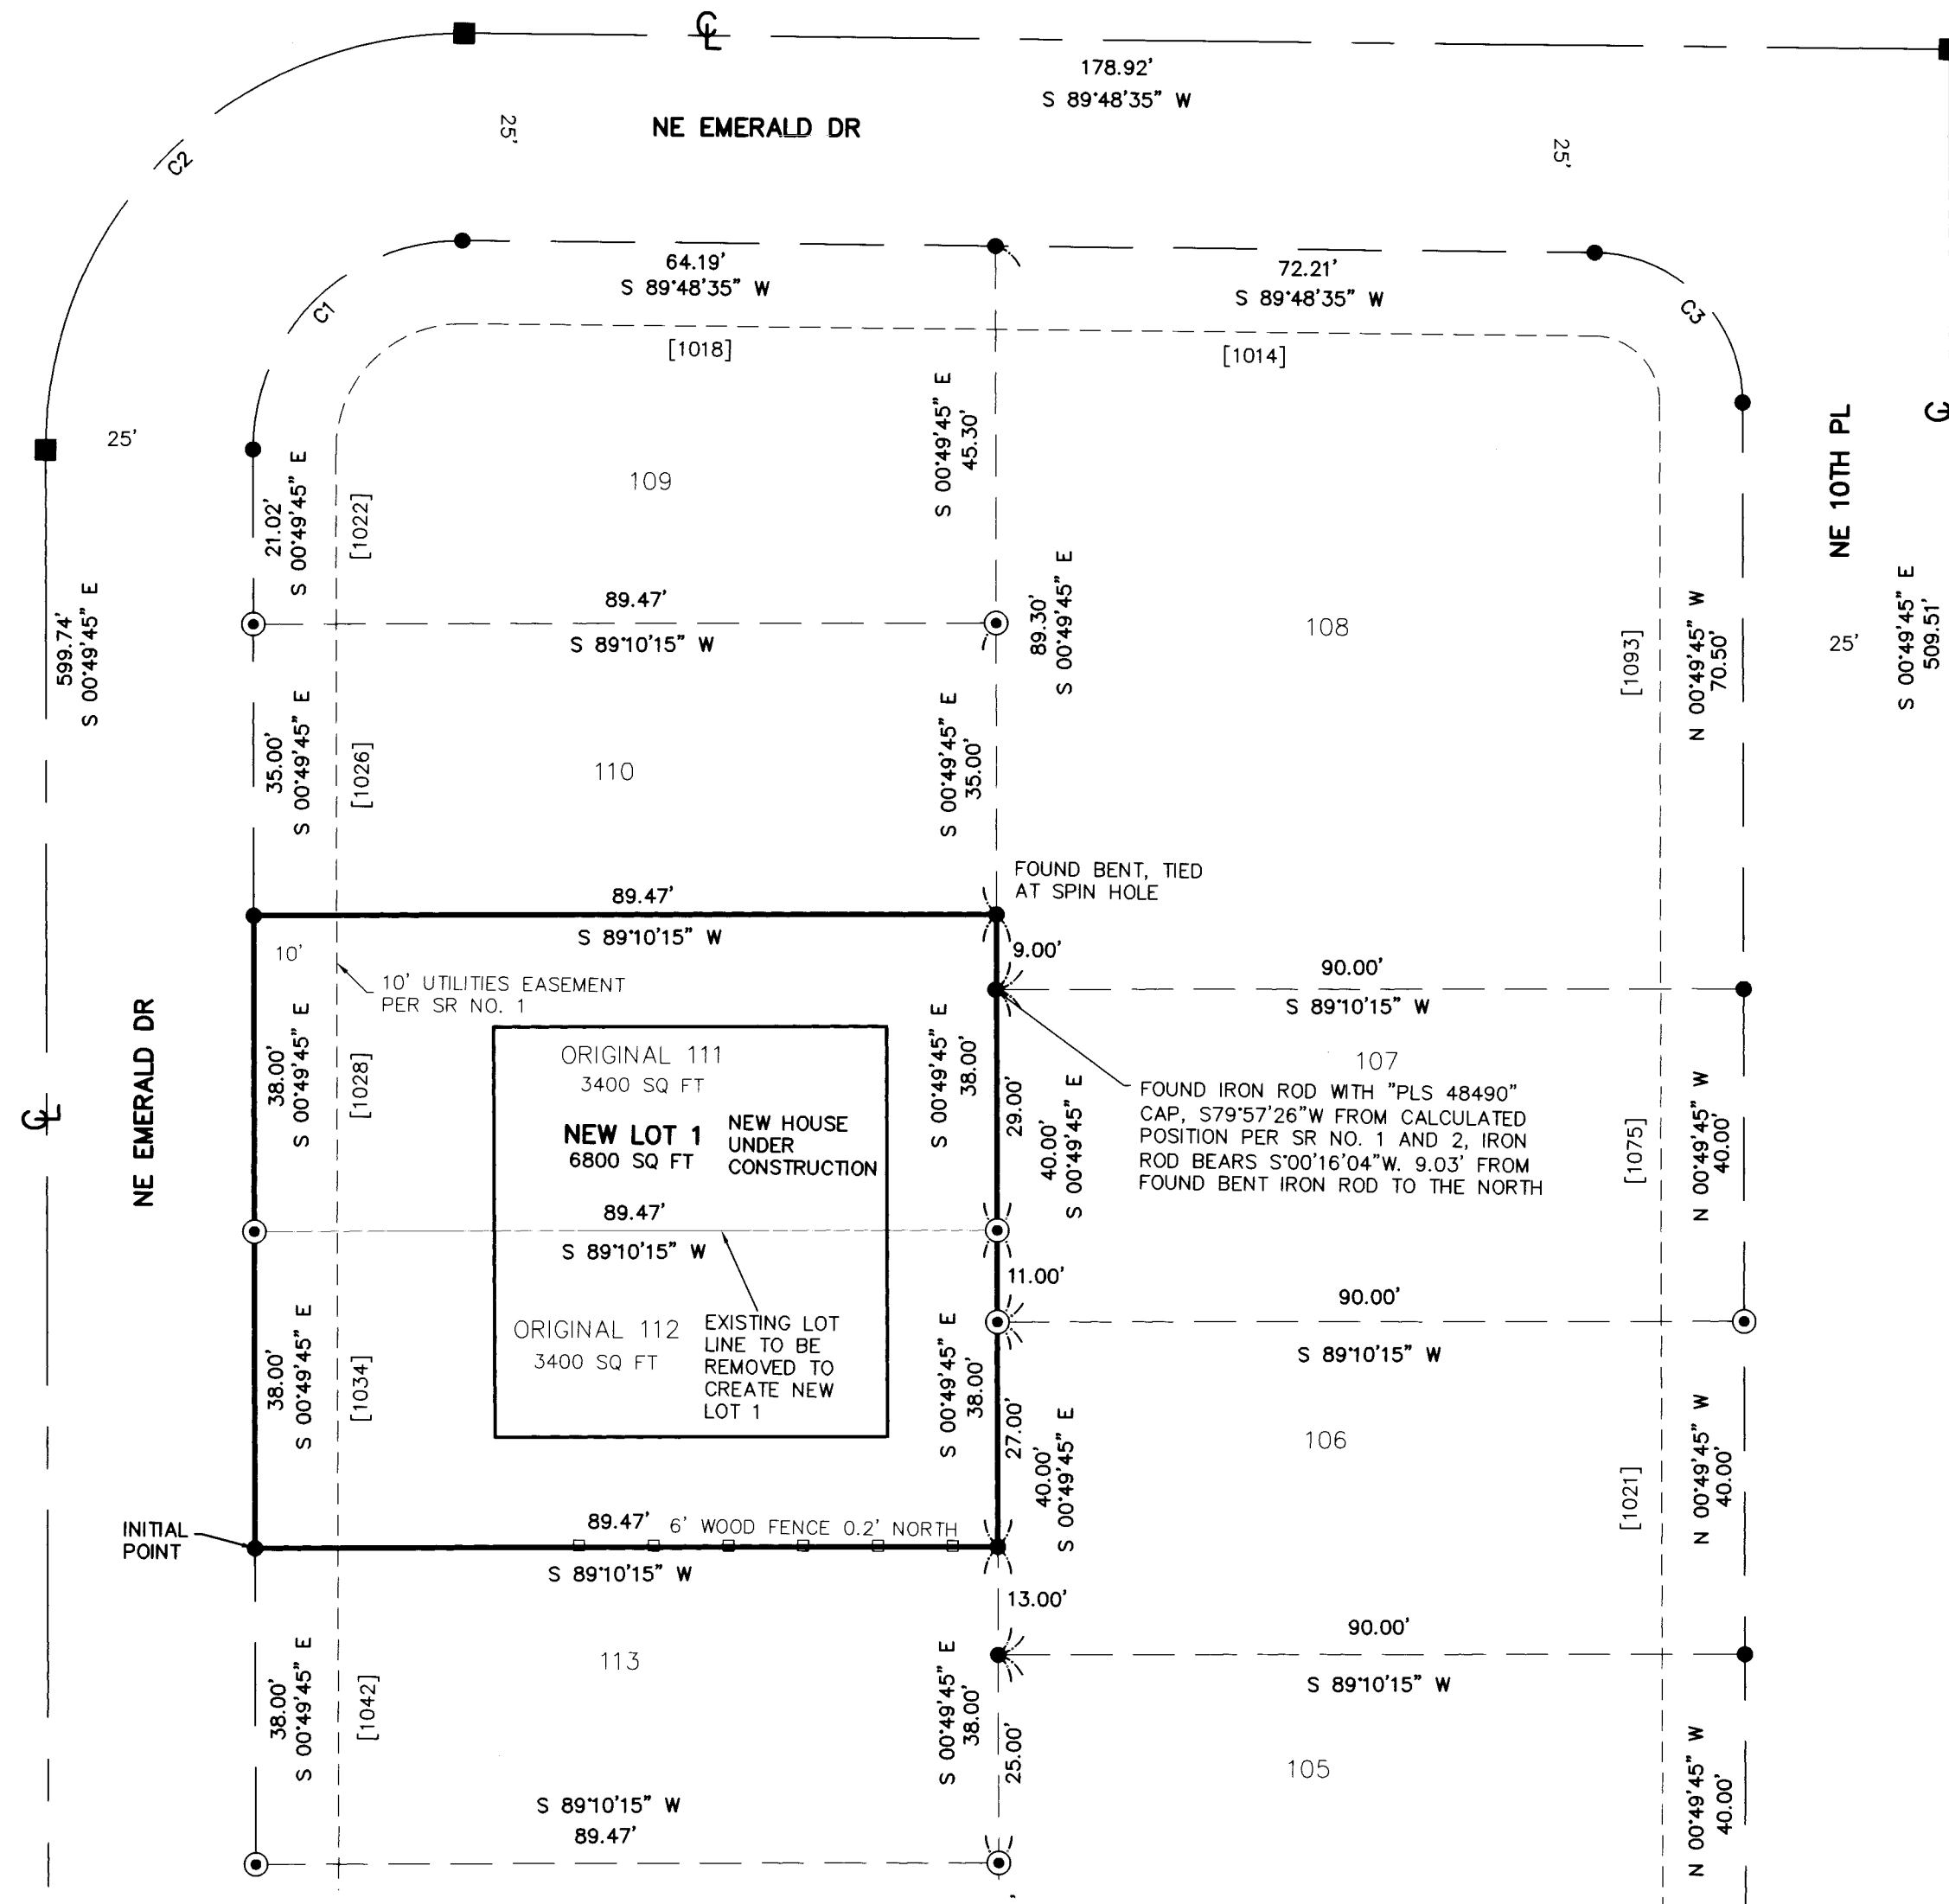 178.92'
S 89°48'35" W
NE EMERALD DR
25'
25'
C2
64.19'
S 89°48'35" W
72.21'
S 89°48'35" W
C1
C3
[1018]
[1014]
25'
21.02'
S 00°49'45" E
[1022]
109
S 00°49'45" E
45.30'
NE 10TH PL
599.74'
S 00°49'45" E
89.47'
S 89°10'15" W
89.30'
S 00°49'45" E
108
[1093]
N 00°49'45" W
70.50'
25'
S 00°49'45" E
509.51'
35.00'
S 00°49'45" E
[1026]
110
S 00°49'45" E
35.00'
FOUND BENT, TIED
AT SPIN HOLE
89.47'
S 89°10'15" W
10'
10' UTILITIES EASEMENT
PER SR NO. 1
9.00'
90.00'
S 89°10'15" W
NE EMERALD DR
38.00'
S 00°49'45" E
[1028]
ORIGINAL 111
3400 SQ FT
NEW LOT 1
6800 SQ FT
NEW HOUSE
UNDER
CONSTRUCTION
S 00°49'45" E
38.00'
29.00'
40.00'
S 00°49'45" E
107
FOUND IRON ROD WITH "PLS 48490"
CAP, S79°57'26"W FROM CALCULATED
POSITION PER SR NO. 1 AND 2, IRON
ROD BEARS S°00'16'04"W. 9.03' FROM
FOUND BENT IRON ROD TO THE NORTH
[1075]
N 00°49'45" W
40.00'
89.47'
S 89°10'15" W
11.00'
90.00'
S 89°10'15" W
38.00'
S 00°49'45" E
[1034]
ORIGINAL 112
3400 SQ FT
EXISTING LOT
LINE TO BE
REMOVED TO
CREATE NEW
LOT 1
S 00°49'45" E
38.00'
27.00'
40.00'
S 00°49'45" E
106
[1021]
N 00°49'45" W
40.00'
INITIAL
POINT
89.47'
6' WOOD FENCE 0.2' NORTH
S 89°10'15" W
13.00'
90.00'
S 89°10'15" W
38.00'
S 00°49'45" E
[1042]
113
S 00°49'45" E
38.00'
25.00'
105
N 00°49'45" W
40.00'
S 89°10'15" W
89.47'